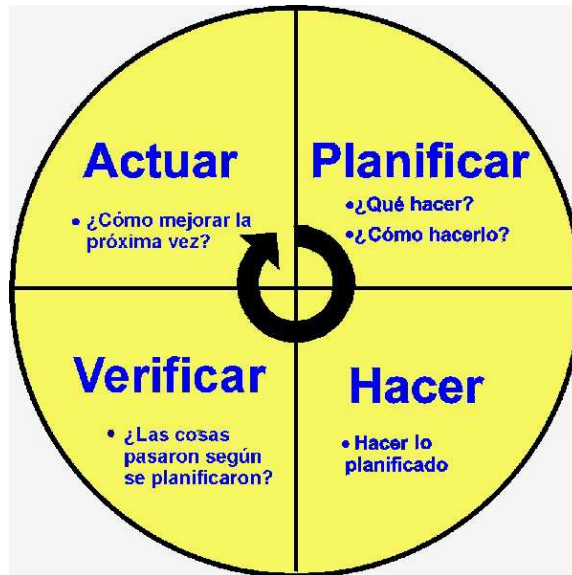 Actuar
• ¿Cómo mejorar la
próxima vez?
Planificar
• ¿Qué hacer?
• ¿Cómo hacerlo?
Verificar
• ¿Las cosas
pasaron según
se planificaron?
Hacer
• Hacer lo
planificado